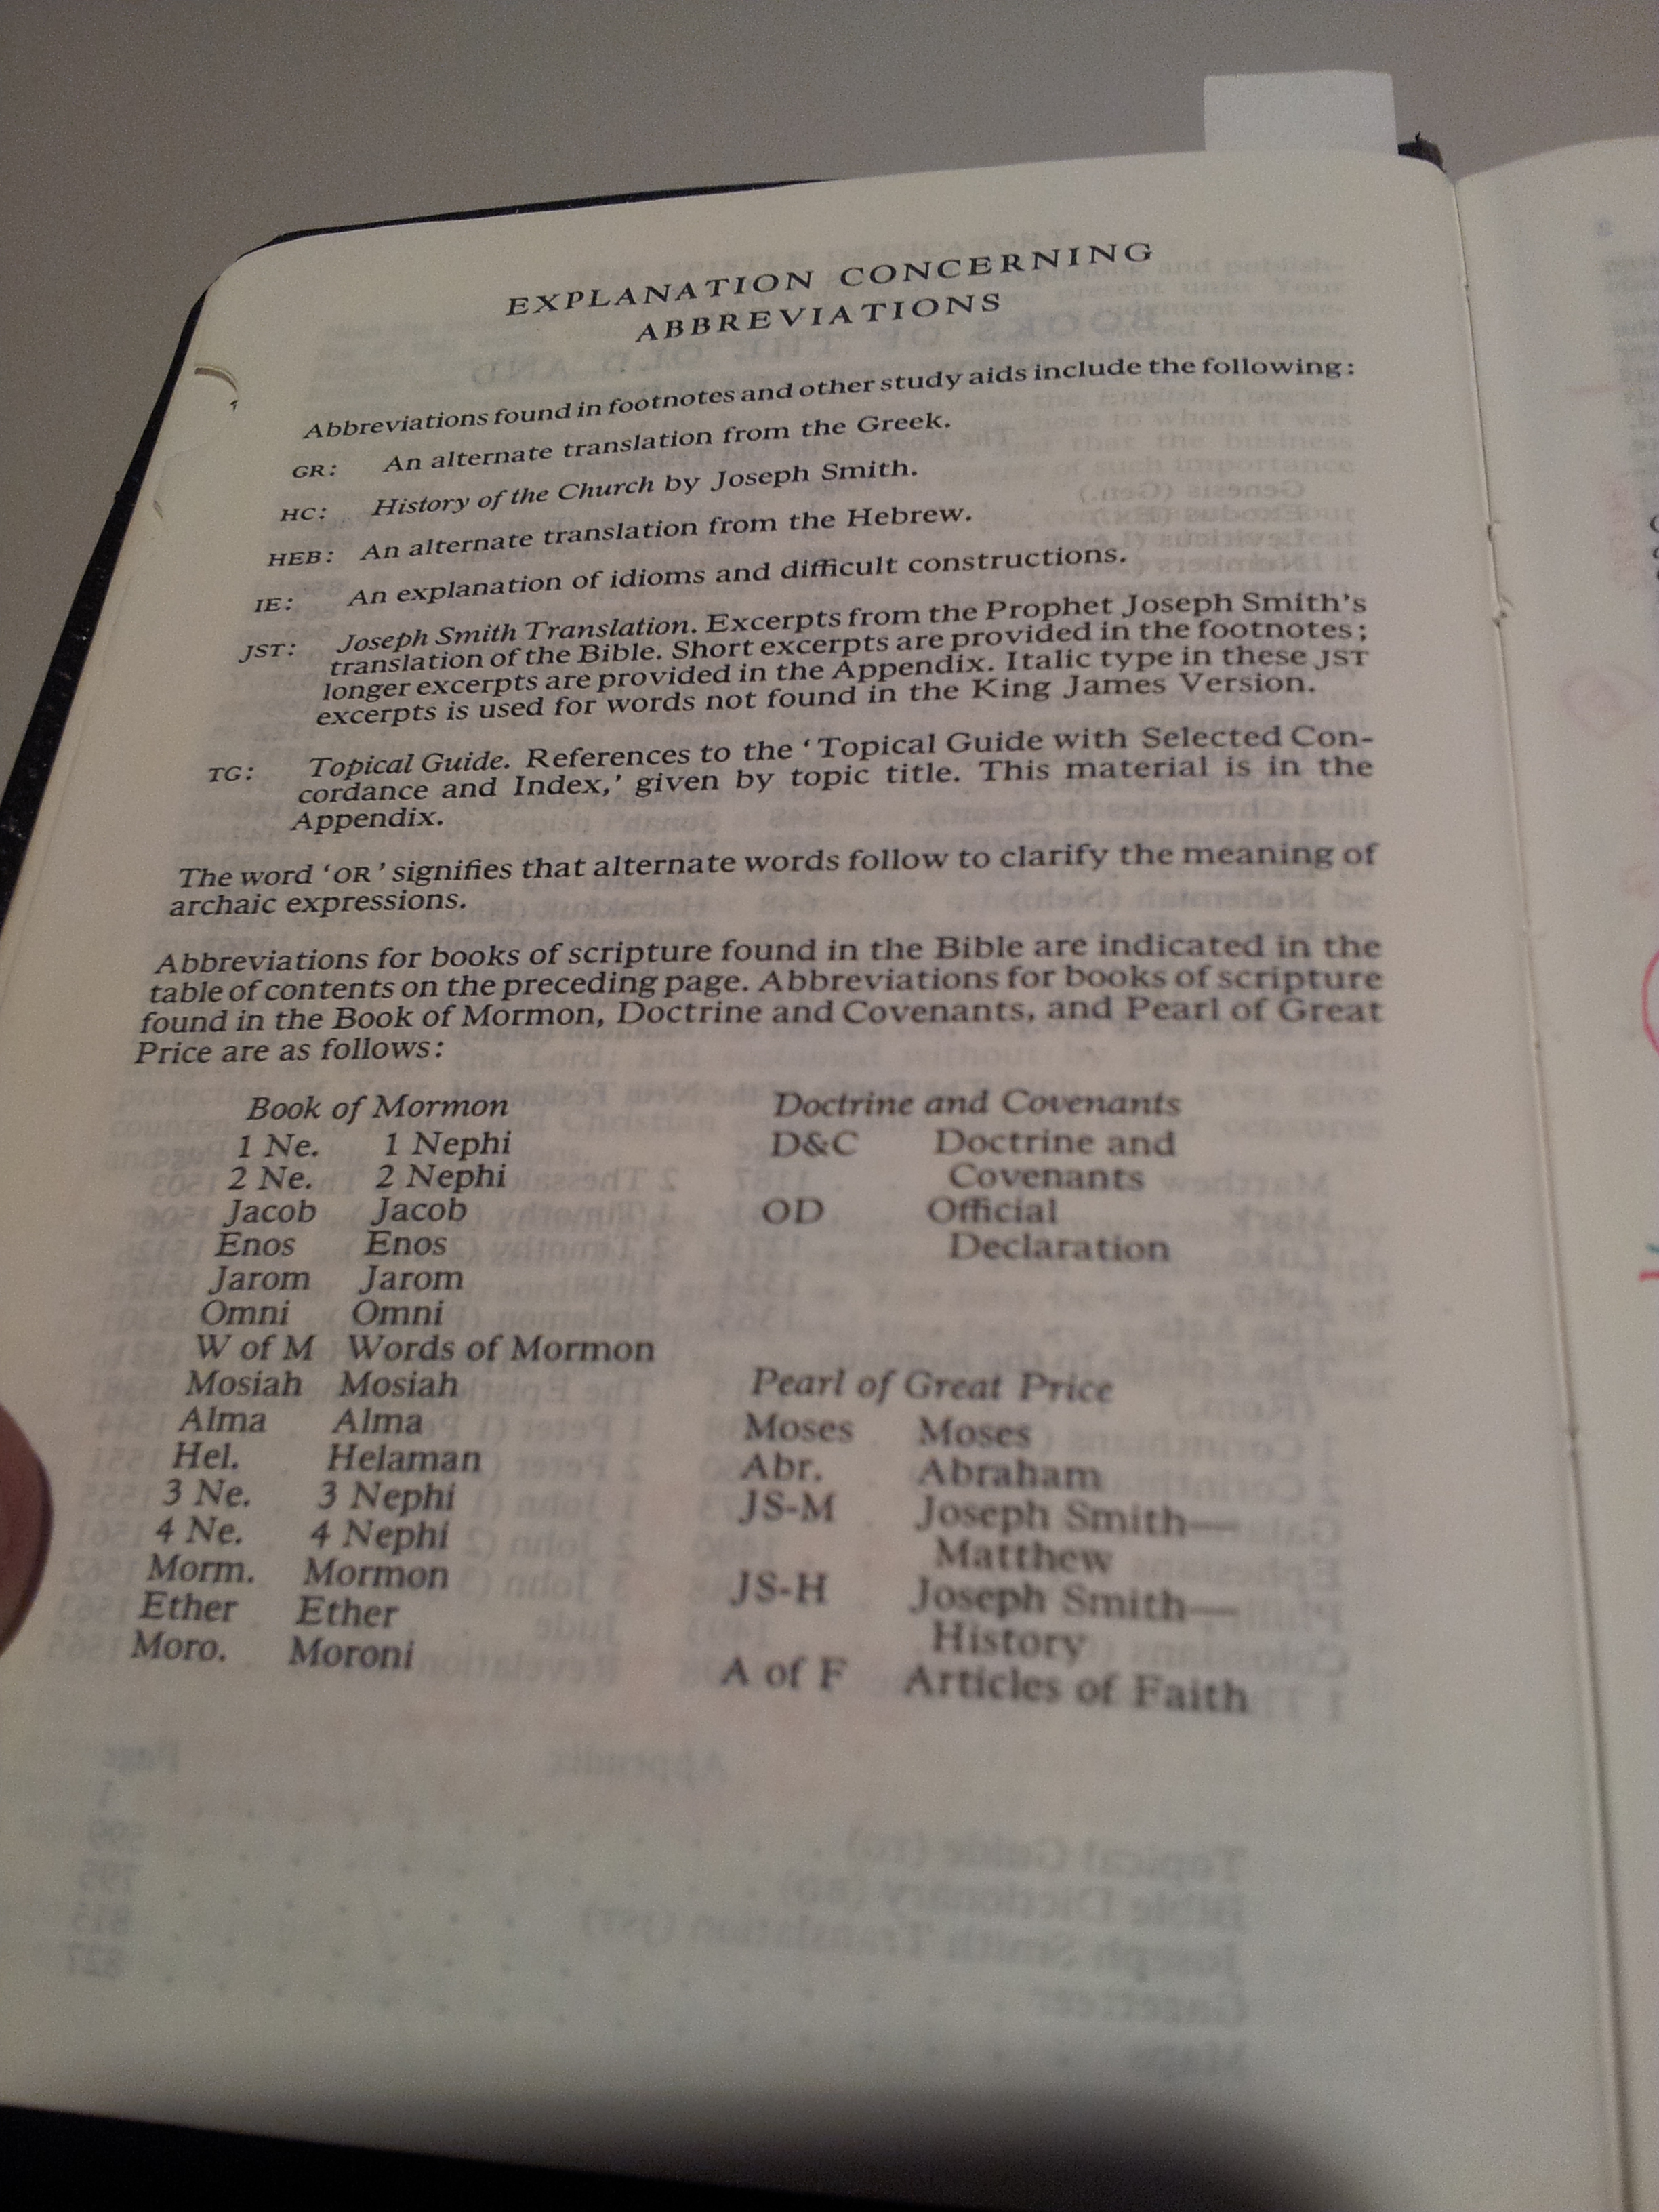 EXPLANATION CONCERNING
ABBREVIATIONS
Abbreviations found in footnotes and other study aids include the following:
GR: An alternate translation from the Greek.
HC: History of the Church by Joseph Smith.
HEB: An alternate translation from the Hebrew.
IE: An explanation of idioms and difficult constructions.
JST: Joseph Smith Translation. Excerpts from the Prophet Joseph Smith's
translation of the Bible. Short excerpts are provided in the footnotes;
longer excerpts are provided in the Appendix. Italic type in these JST
excerpts is used for words not found in the King James Version.
TG: Topical Guide. References to the 'Topical Guide with Selected Con-
cordance and Index,' given by topic title. This material is in the
Appendix.
The word 'OR' signifies that alternate words follow to clarify the meaning of
archaic expressions.
Abbreviations for books of scripture found in the Bible are indicated in the
table of contents on the preceding page. Abbreviations for books of scripture
found in the Book of Mormon, Doctrine and Covenants, and Pearl of Great
Price are as follows:
Book of Mormon
1 Ne. 1 Nephi
2 Ne. 2 Nephi
Jacob Jacob
Enos Enos
Jarom Jarom
Omni Omni
W of M Words of Mormon
Mosiah Mosiah
Alma Alma
Hel. Helaman
3 Ne. 3 Nephi
4 Ne. 4 Nephi
Morm. Mormon
Ether Ether
Moro. Moroni
Doctrine and Covenants
D&C Doctrine and
Covenants
OD Official
Declaration
Pearl of Great Price
Moses Moses
Abr. Abraham
JS-M Joseph Smith—
Matthew
JS-H Joseph Smith—
History
A of F Articles of Faith